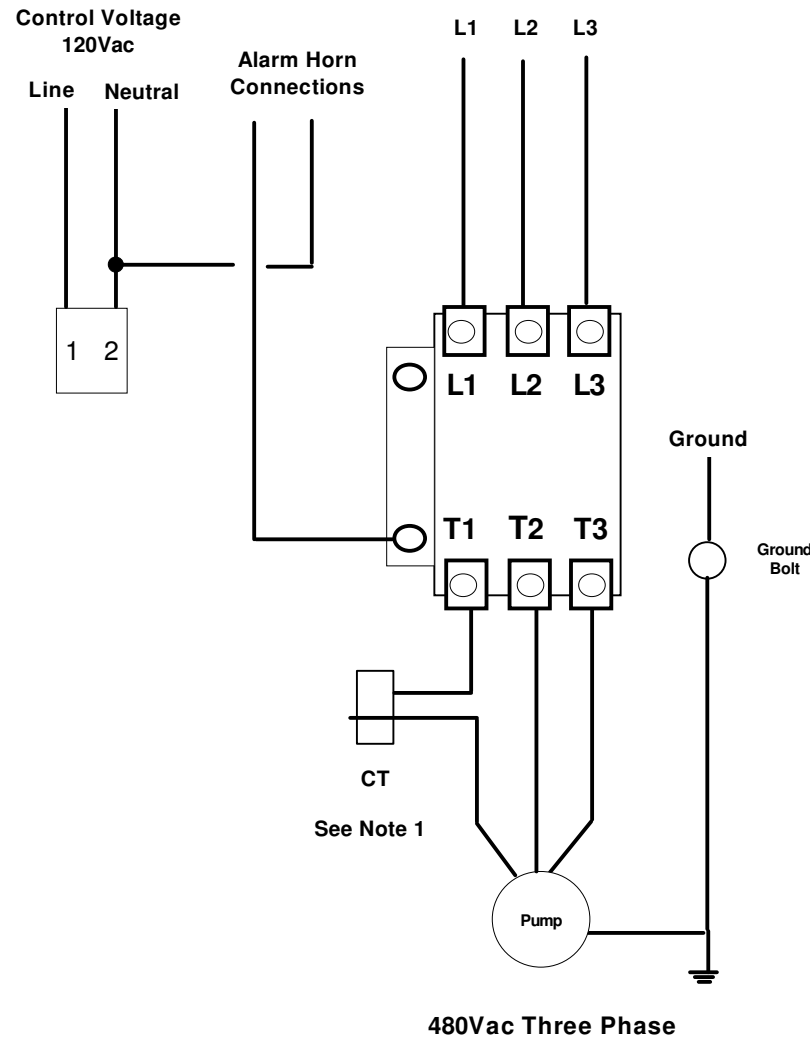 Control Voltage
120Vac
Line Neutral
Alarm Horn
Connections
L1 L2 L3
1 2
L1 L2 L3
T1 T2 T3
Ground
Ground
Bolt
CT
See Note 1
Pump
480Vac Three Phase